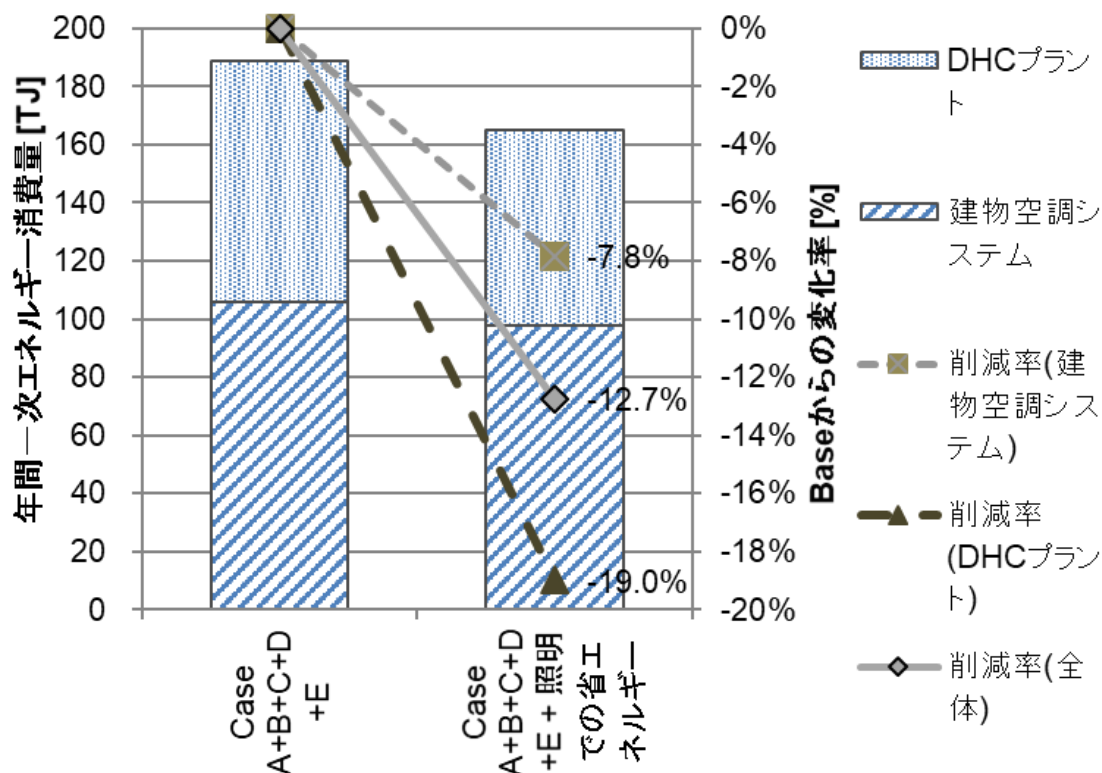 年間一次エネルギー消費量 [TJ]
200
180
160
140
120
100
80
60
40
20
0
0%
-2%
-4%
-6%
-8%
-10%
-12%
-14%
-16%
-18%
-20%
Baseからの変化率 [%]
-7.8%
-12.7%
-19.0%
Case
A+B+C+D
+E
Case
A+B+C+D
+E + 照明
での省エ
ネルギー
DHCプラン
ト
建物空調シ
ステム
削減率(建
物空調シス
テム)
削減率
(DHCプラン
ト)
削減率(全
体)